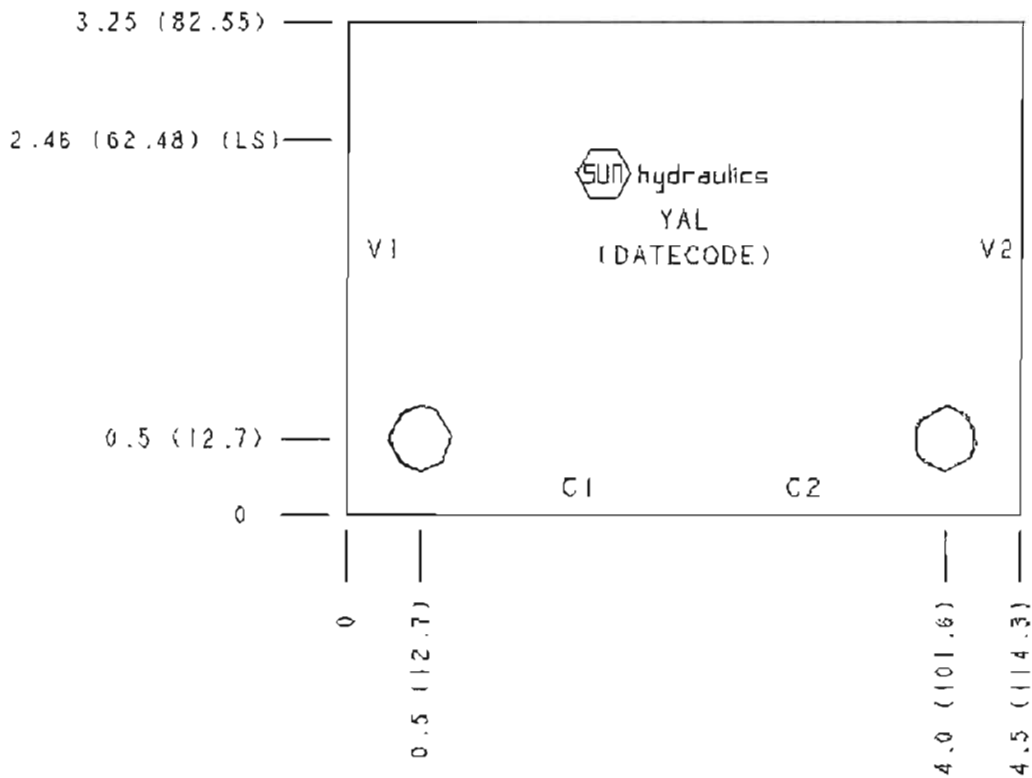 3.25 (82.55)
2.46 (62.48) (LS)
SUN hydraulics
YAL
(DATECODE)
V1
V2
0.5 (12.7)
C1
C2
0
0
0.5 (12.7)
4.0 (101.6)
4.5 (114.3)